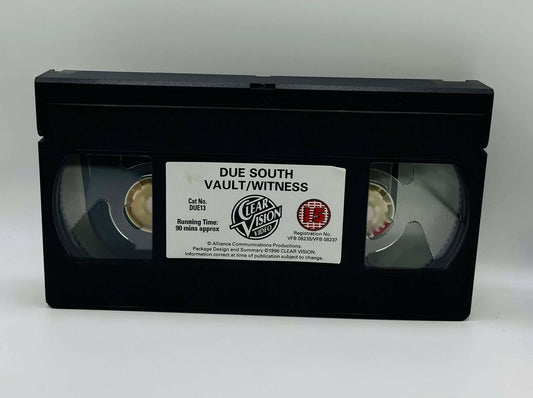 DUE SOUTH
VAULT/WITNESS
Cat No.
DUE13
Running Time:
90 mins approx
CLEAR
VISION
VIDEO
15
Registration No.
VFB 08235/VFB 08237
© Alliance Communications Productions.
Package Design and Summary ©1996 CLEAR VISION.
Information correct at time of publication subject to change.